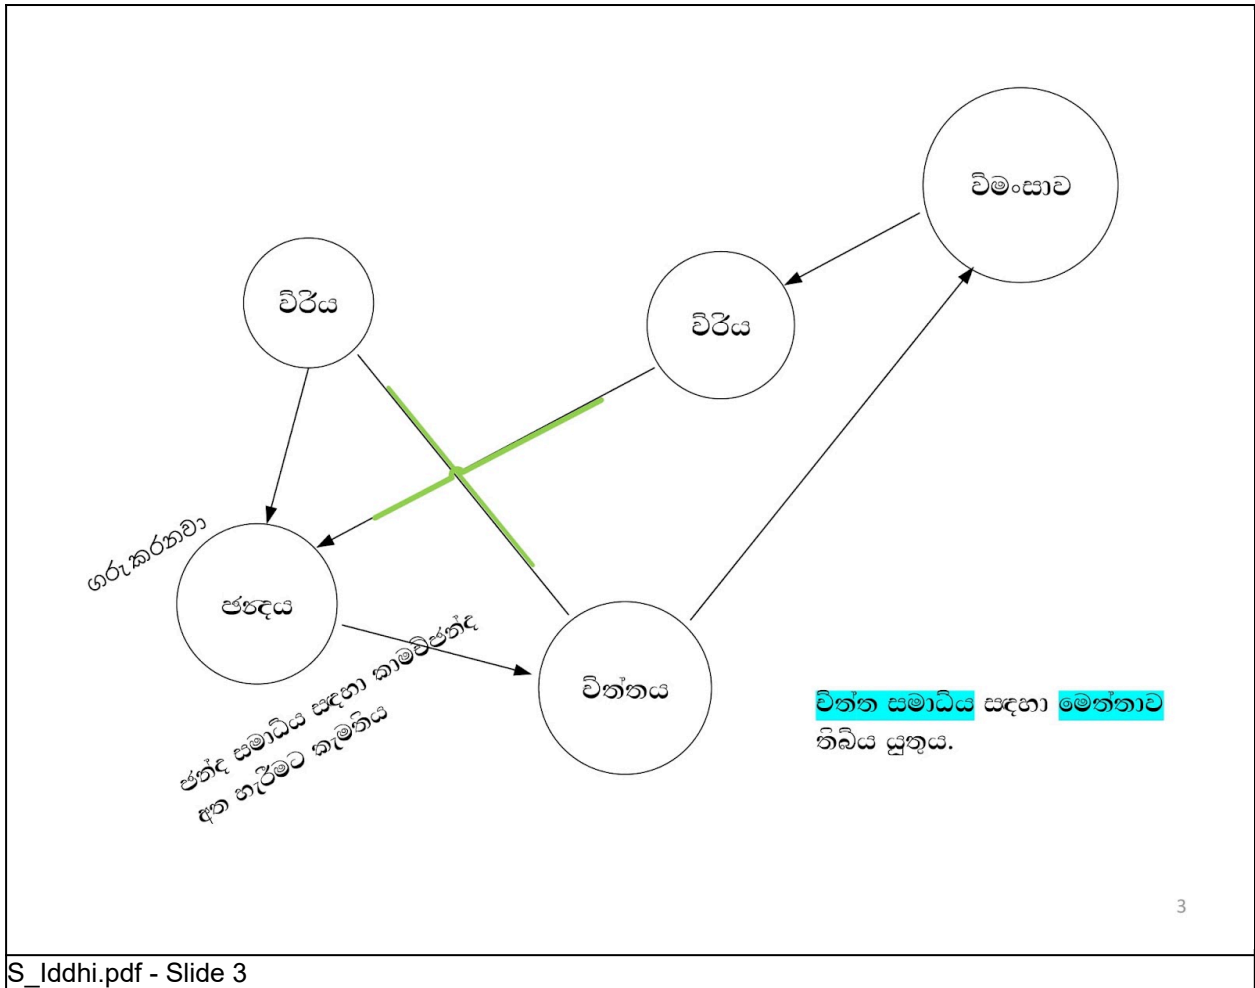 විමංසාව
විරිය
විරිය
ගරුකරනවා
ඡන්දය
ඡන්ද සමාධිය සඳහා කාමච්ඡන්ද
අත හැරීමට කැමතිය
චිත්තය
චිත්ත සමාධිය සඳහා මෙත්තාව
තිබිය යුතුය.
3
S_Iddhi.pdf - Slide 3